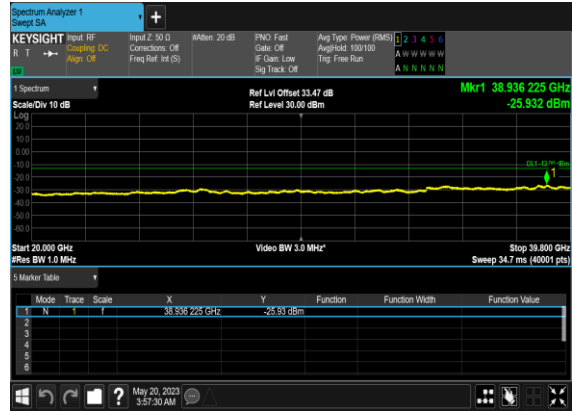 Spectrum Analyzer 1
Swept SA
+
KEYSIGHT Input: RF Input Z: 50 Ω #Atten: 20 dB PNO: Fast Avg Type: Power (RMS) 1 2 3 4 5 6
R T Coupling: DC Corrections: Off Gate: Off Avg|Hold: 100/100 A W W W W W
Align: Off Freq Ref: Int (S) IF Gain: Low Trig: Free Run
Sig Track: Off A N N N N N
1 Spectrum Ref Lvl Offset 33.47 dB Mkr1 38.936 225 GHz
Scale/Div 10 dB Ref Level 30.00 dBm -25.932 dBm
Log
20.0
10.0
0.00
-10.0
DL1 -13.00 dBm
1
-20.0
-30.0
-40.0
-50.0
-60.0
Start 20.000 GHz Video BW 3.0 MHz* Stop 39.800 GHz
#Res BW 1.0 MHz Sweep 34.7 ms (40001 pts)
5 Marker Table
Mode Trace Scale X Y Function Function Width Function Value
1 N 1 f 38.936 225 GHz -25.93 dBm
2
3
4
5
6
? May 20, 2023
3:57:30 AM